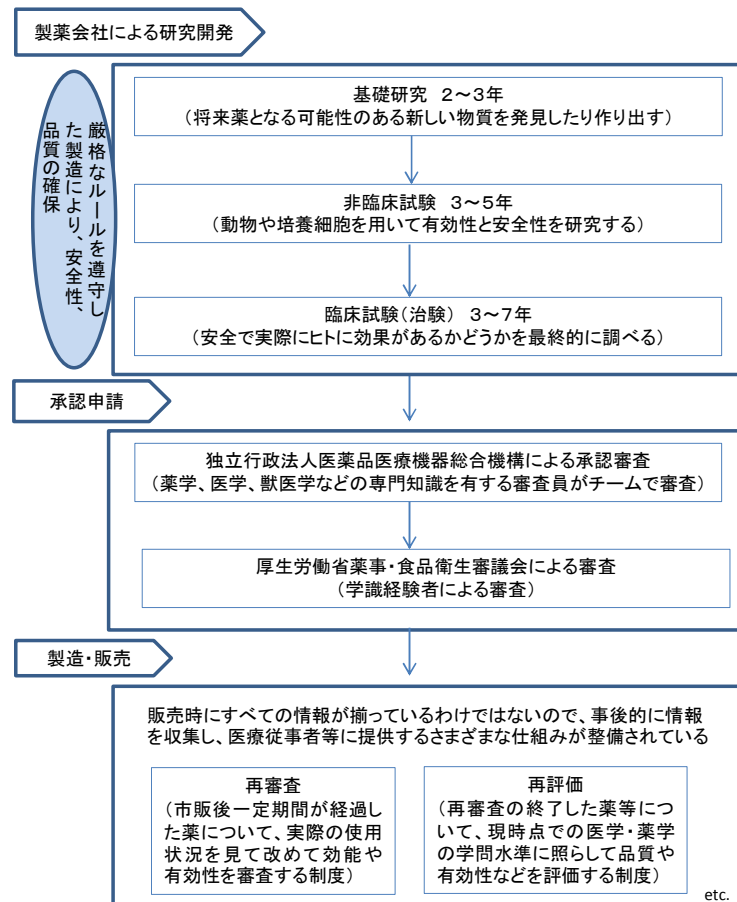 製薬会社による研究開発
厳格なルールを遵守し
た製造により、安全性、
品質の確保
基礎研究 2～3年
（将来薬となる可能性のある新しい物質を発見したり作り出す）
非臨床試験 3～5年
（動物や培養細胞を用いて有効性と安全性を研究する）
臨床試験（治験） 3～7年
（安全で実際にヒトに効果があるかどうかを最終的に調べる）
承認申請
独立行政法人医薬品医療機器総合機構による承認審査
（薬学、医学、獣医学などの専門知識を有する審査員がチームで審査）
厚生労働省薬事・食品衛生審議会による審査
（学識経験者による審査）
製造・販売
販売時にすべての情報が揃っているわけではないので、事後的に情報
を収集し、医療従事者等に提供するさまざまな仕組みが整備されている
再審査
（市販後一定期間が経過し
た薬について、実際の使用
状況を見て改めて効能や
有効性を審査する制度）
再評価
（再審査の終了した薬等につ
いて、現時点での医学・薬学
の学問水準に照らして品質や
有効性などを評価する制度）
etc.